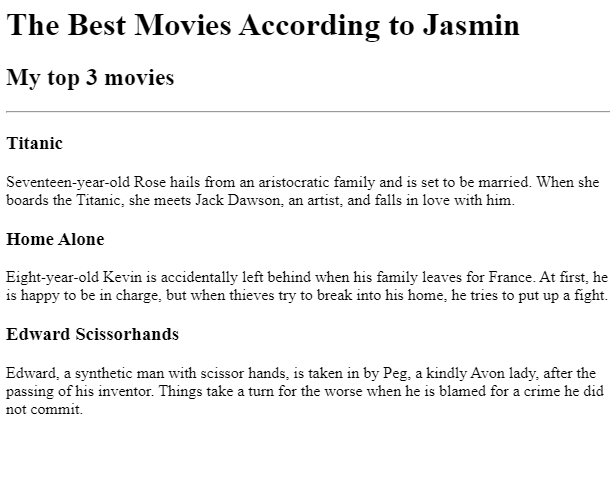 The Best Movies According to Jasmin
My top 3 movies
Titanic
Seventeen-year-old Rose hails from an aristocratic family and is set to be married. When she
boards the Titanic, she meets Jack Dawson, an artist, and falls in love with him.
Home Alone
Eight-year-old Kevin is accidentally left behind when his family leaves for France. At first, he
is happy to be in charge, but when thieves try to break into his home, he tries to put up a fight.
Edward Scissorhands
Edward, a synthetic man with scissor hands, is taken in by Peg, a kindly Avon lady, after the
passing of his inventor. Things take a turn for the worse when he is blamed for a crime he did
not commit.